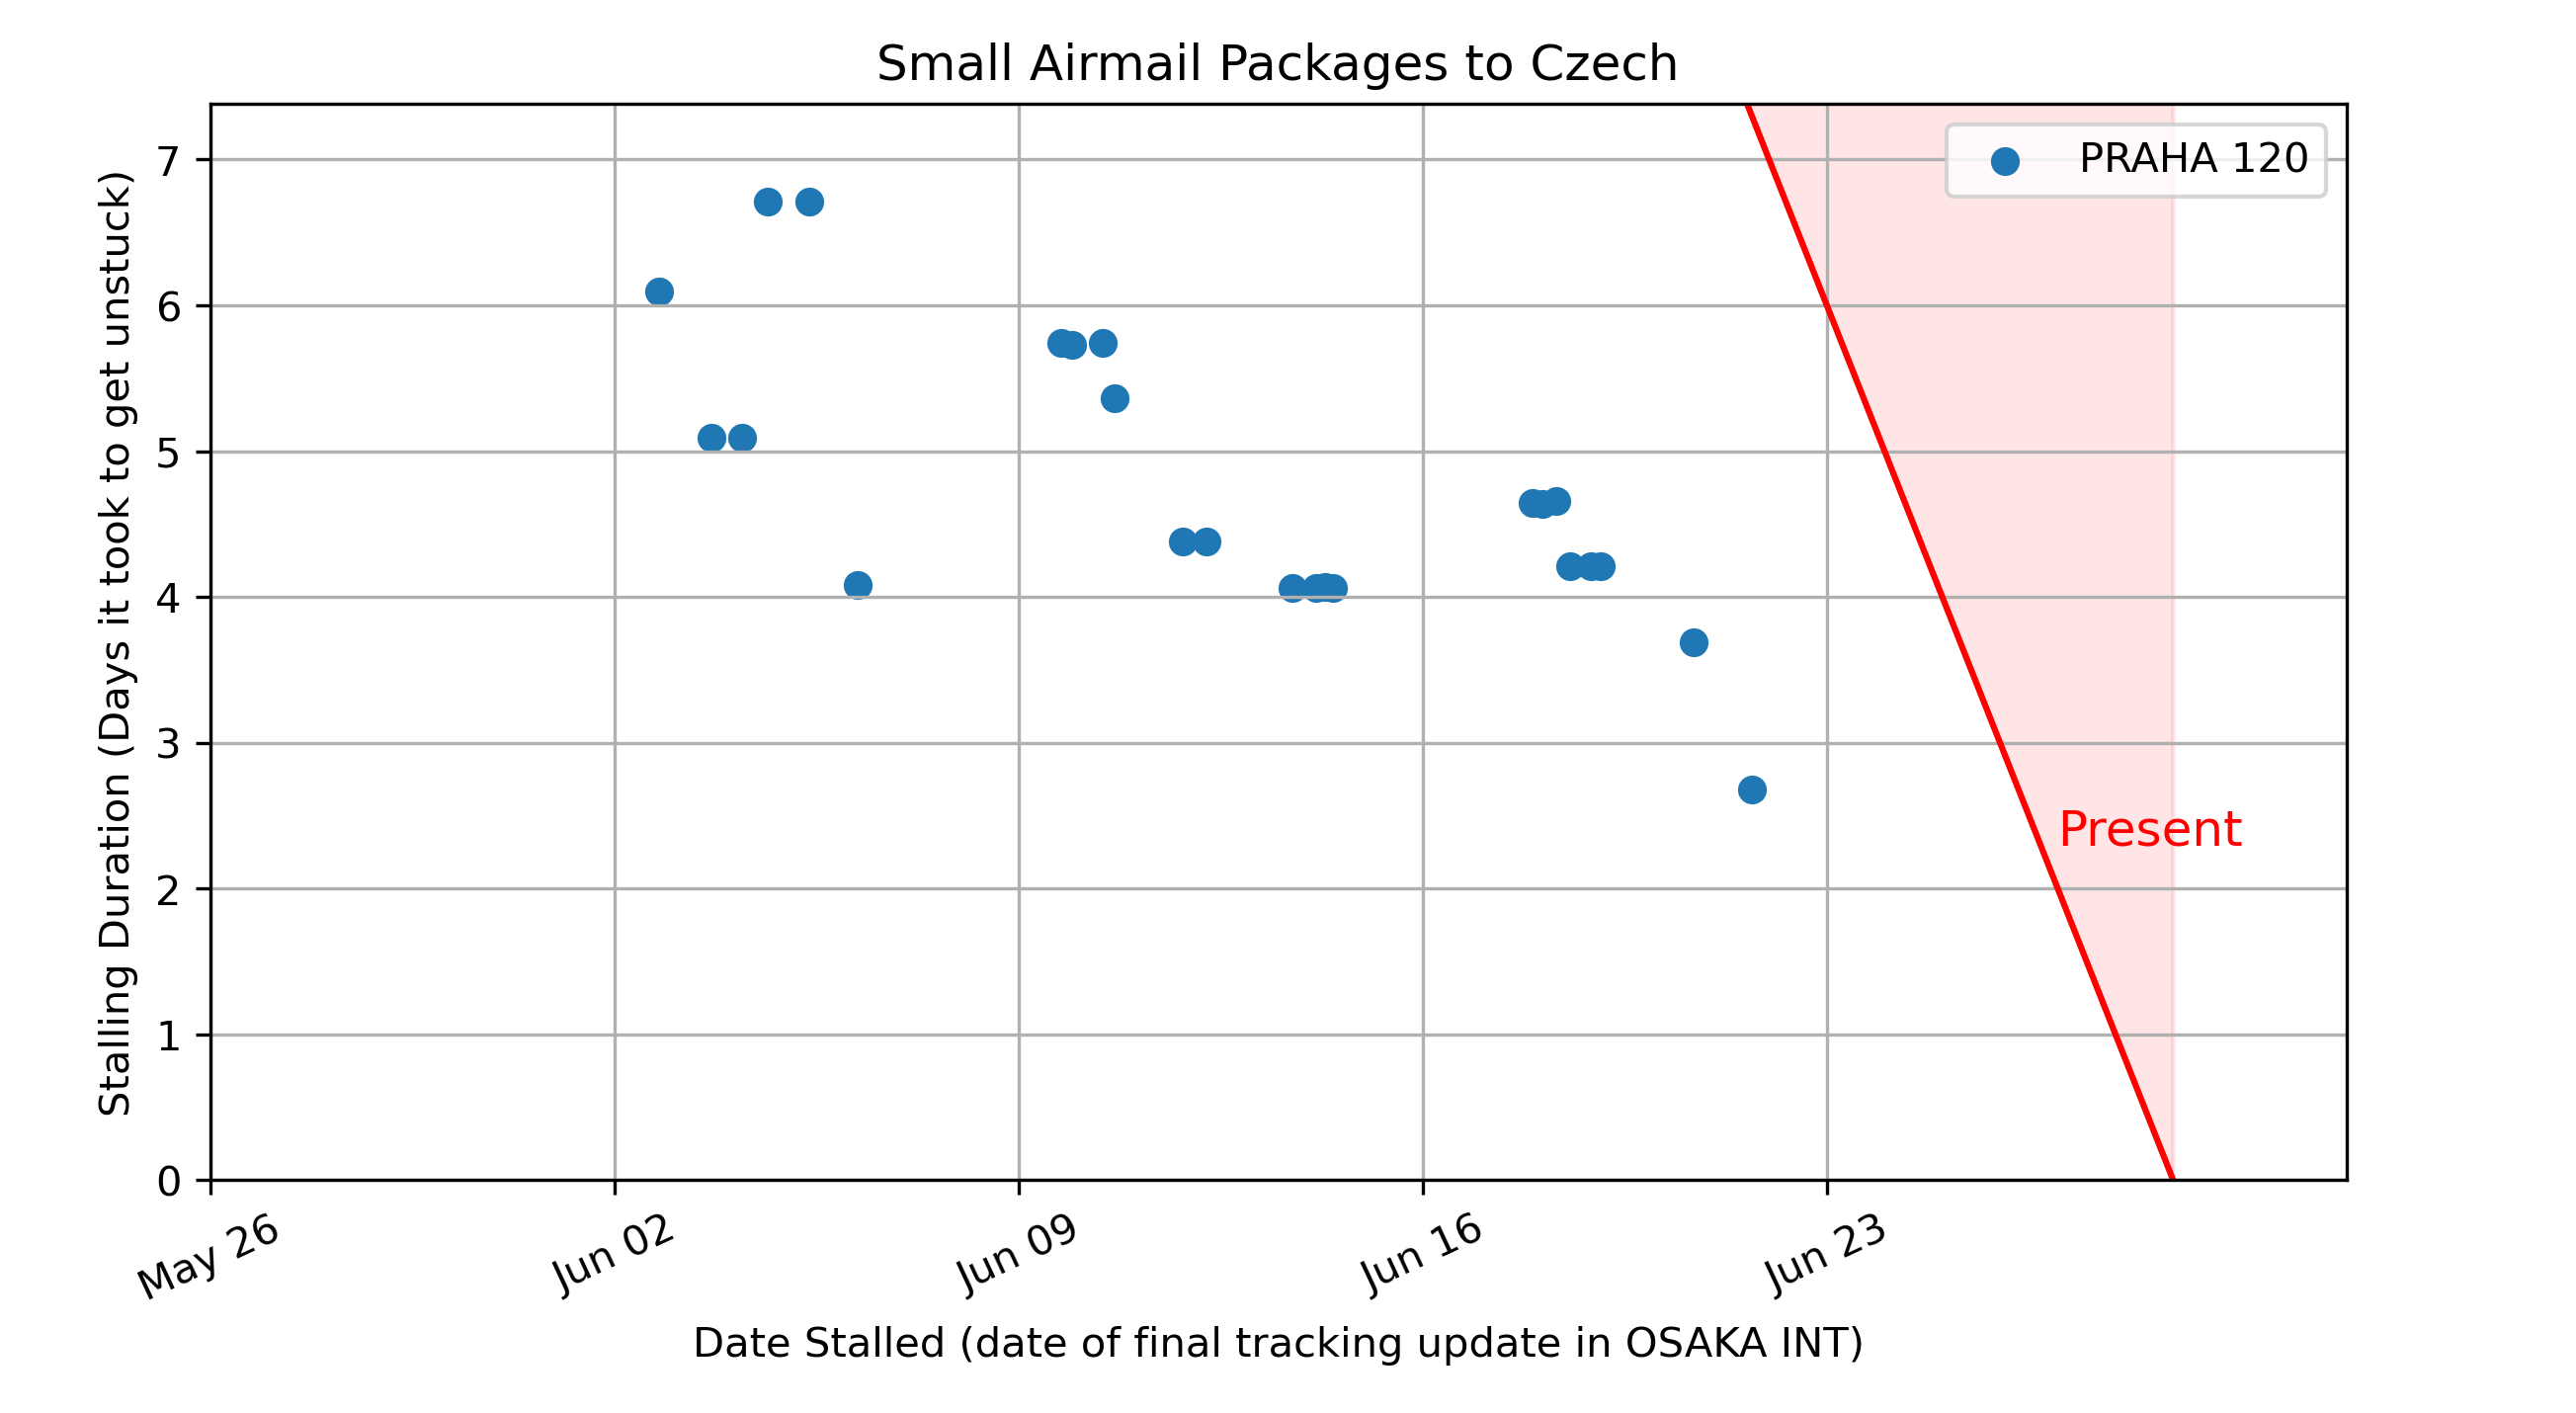 Small Airmail Packages to Czech
PRAHA 120
Stalling Duration (Days it took to get unstuck)
7
6
5
4
3
2
1
0
Present
May 26
Jun 02
Jun 09
Jun 16
Jun 23
Date Stalled (date of final tracking update in OSAKA INT)